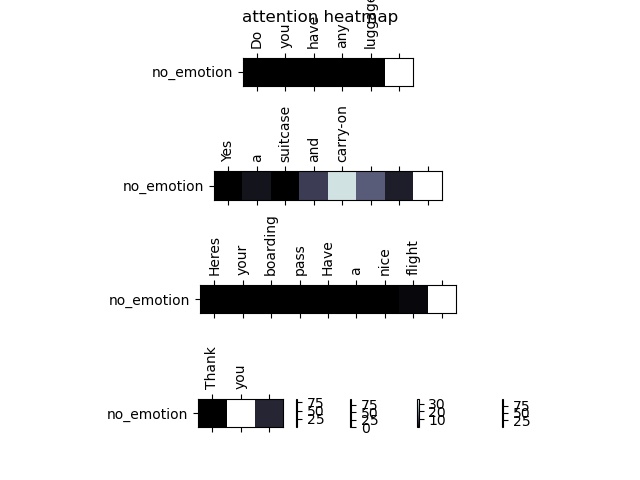 attention heatmap
Do you have any luggage
no_emotion
Yes a suitcase and carry-on
no_emotion
Heres your boarding pass Have a nice flight
no_emotion
Thank you
no_emotion
75 50 25
75 50 25 0
30 20 10
75 50 25